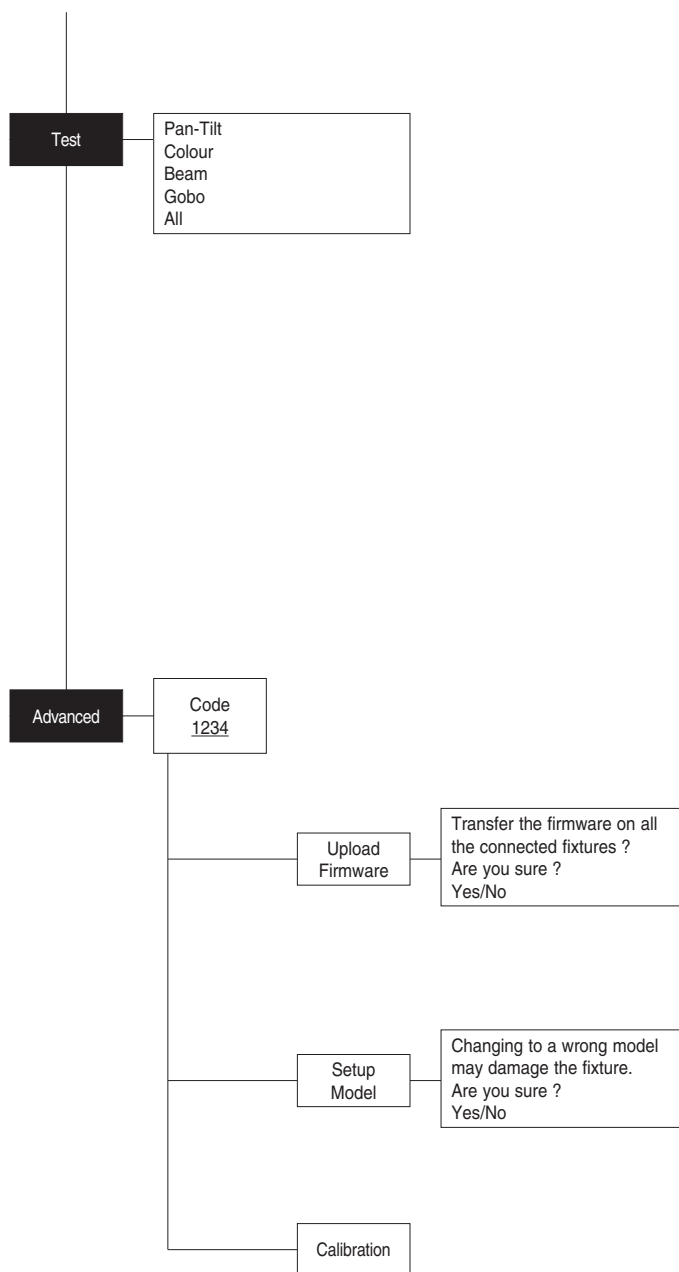 Test
Pan-Tilt
Colour
Beam
Gobo
All
Advanced
Code
1234
Upload
Firmware
Transfer the firmware on all
the connected fixtures ?
Are you sure ?
Yes/No
Setup
Model
Changing to a wrong model
may damage the fixture.
Are you sure ?
Yes/No
Calibration